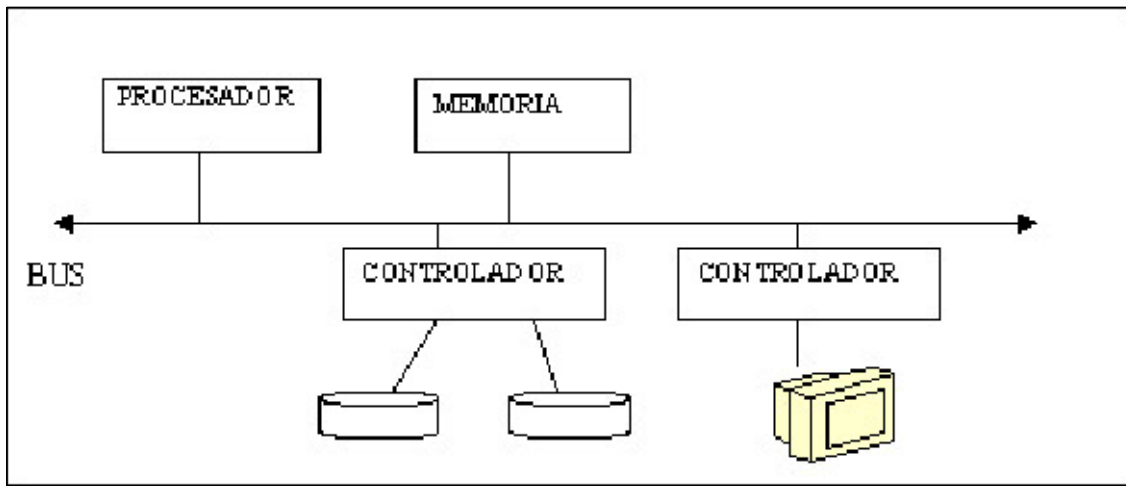 PROCESADOR
MEMORIA
BUS
CONTROLADOR
CONTROLADOR